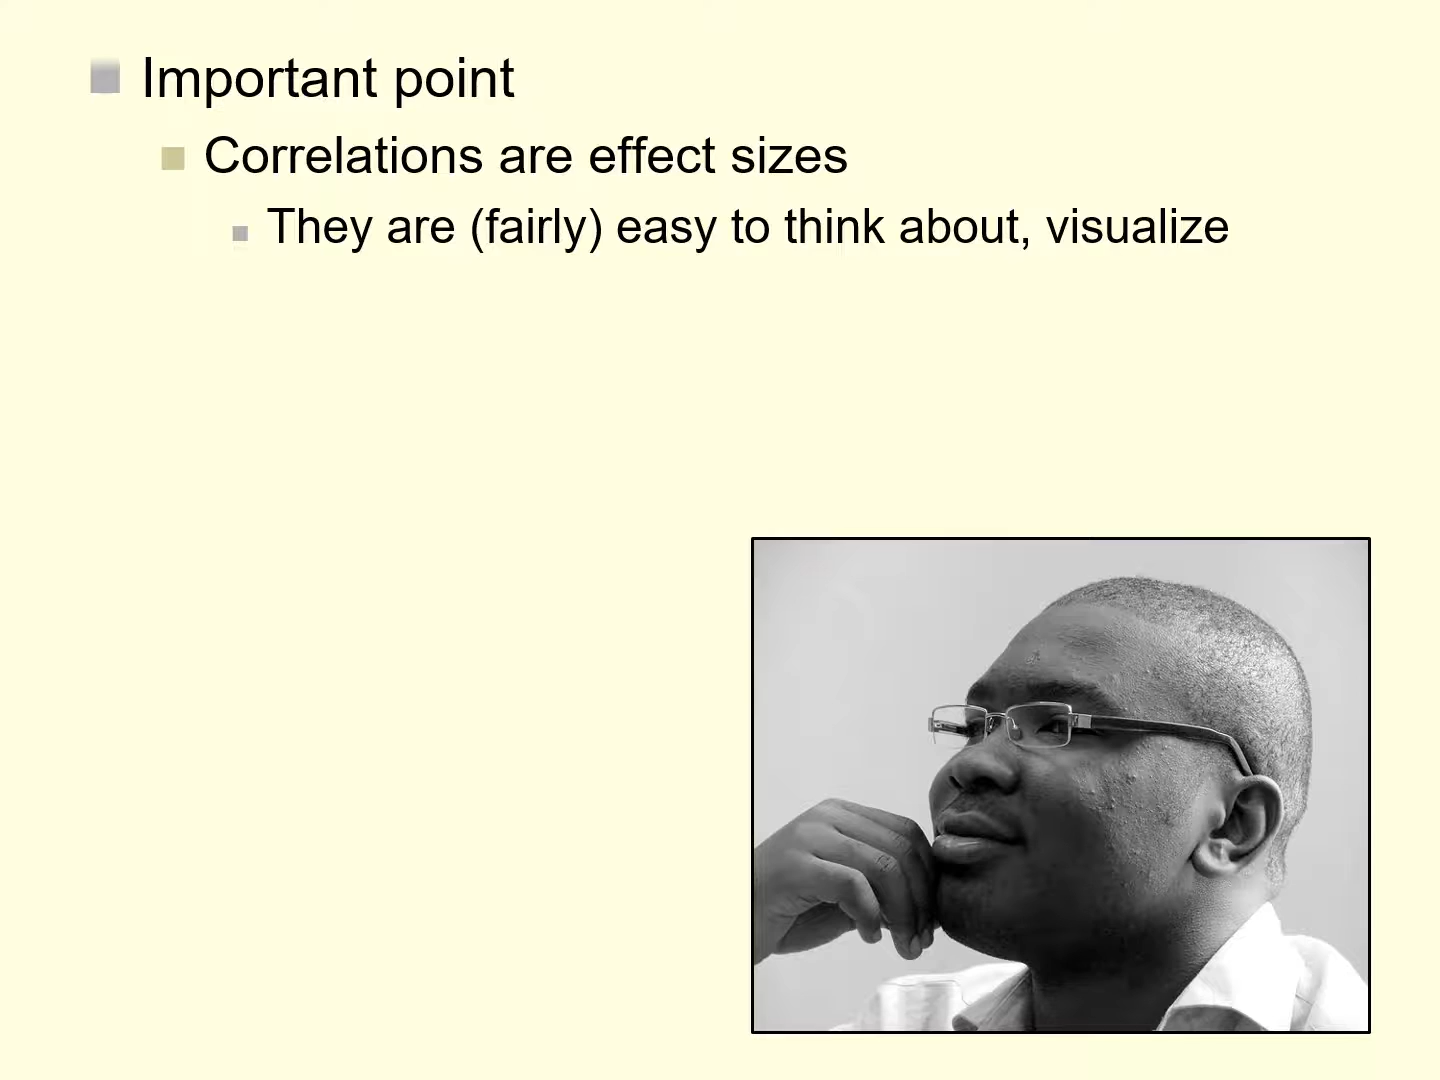 Important point
Correlations are effect sizes
They are (fairly) easy to think about, visualize